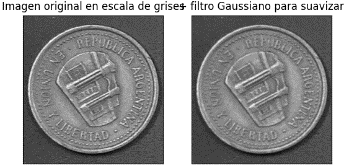 Imagen original en escala de grises+ filtro Gaussiano para suavizar
REPUBLICA ARGENTINA
Y LIBERTAD
REPUBLICA ARGENTINA
Y LIBERTAD